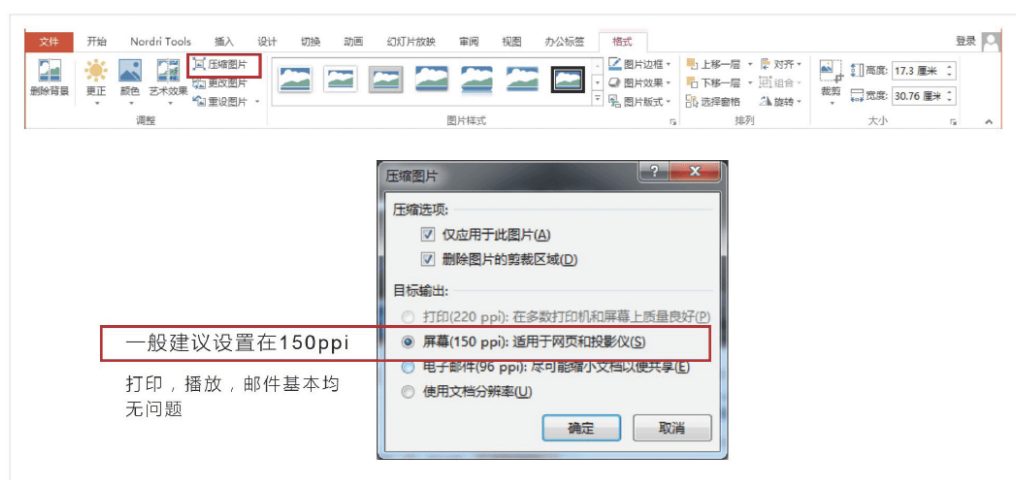 文件 开始 Nordri Tools 插入 设计 切换 动画 幻灯片放映 审阅 视图 办公标签 格式 登录
压缩图片 图片边框 上移一层 对齐 高度: 17.3 厘米
更改图片 图片效果 下移一层 组合
删除背景 更正 颜色 艺术效果 重设图片 图片版式 选择窗格 旋转 裁剪 宽度: 30.76 厘米
调整 图片样式 排列 大小
压缩图片
压缩选项:
仅应用于此图片(A)
删除图片的剪裁区域(D)
目标输出:
打印(220 ppi): 在多数打印机和屏幕上质量良好(P)
一般建议设置在150ppi
屏幕(150 ppi): 适用于网页和投影仪(S)
电子邮件(96 ppi): 尽可能缩小文档以便共享(E)
打印，播放，邮件基本均
无问题
使用文档分辨率(U)
确定 取消